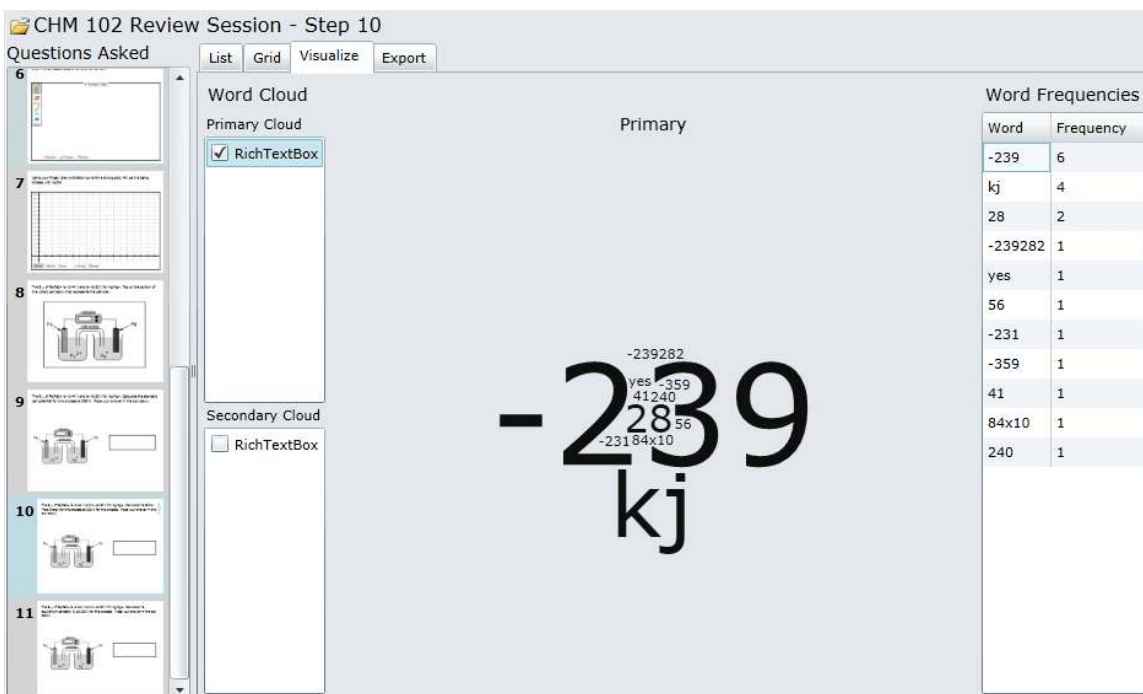 CHM 102 Review Session - Step 10
Questions Asked
6
7
8
9
10
11
List Grid Visualize Export
Word Cloud
Primary Cloud
RichTextBox
Secondary Cloud
RichTextBox
Primary
-239282
-239
yes -359
41 240
28 56
-231 84x10
kj
Word Frequencies
Word Frequency
-239 6
kj 4
28 2
-239282 1
yes 1
56 1
-231 1
-359 1
41 1
84x10 1
240 1